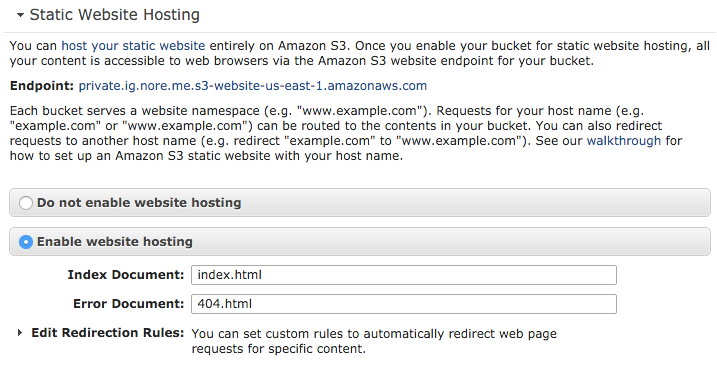 Static Website Hosting
You can host your static website entirely on Amazon S3. Once you enable your bucket for static website hosting, all
your content is accessible to web browsers via the Amazon S3 website endpoint for your bucket.
Endpoint: private.ig.nore.me.s3-website-us-east-1.amazonaws.com
Each bucket serves a website namespace (e.g. "www.example.com"). Requests for your host name (e.g.
"example.com" or "www.example.com") can be routed to the contents in your bucket. You can also redirect
requests to another host name (e.g. redirect "example.com" to "www.example.com"). See our walkthrough for
how to set up an Amazon S3 static website with your host name.
Do not enable website hosting
Enable website hosting
Index Document: index.html
Error Document: 404.html
Edit Redirection Rules: You can set custom rules to automatically redirect web page
requests for specific content.